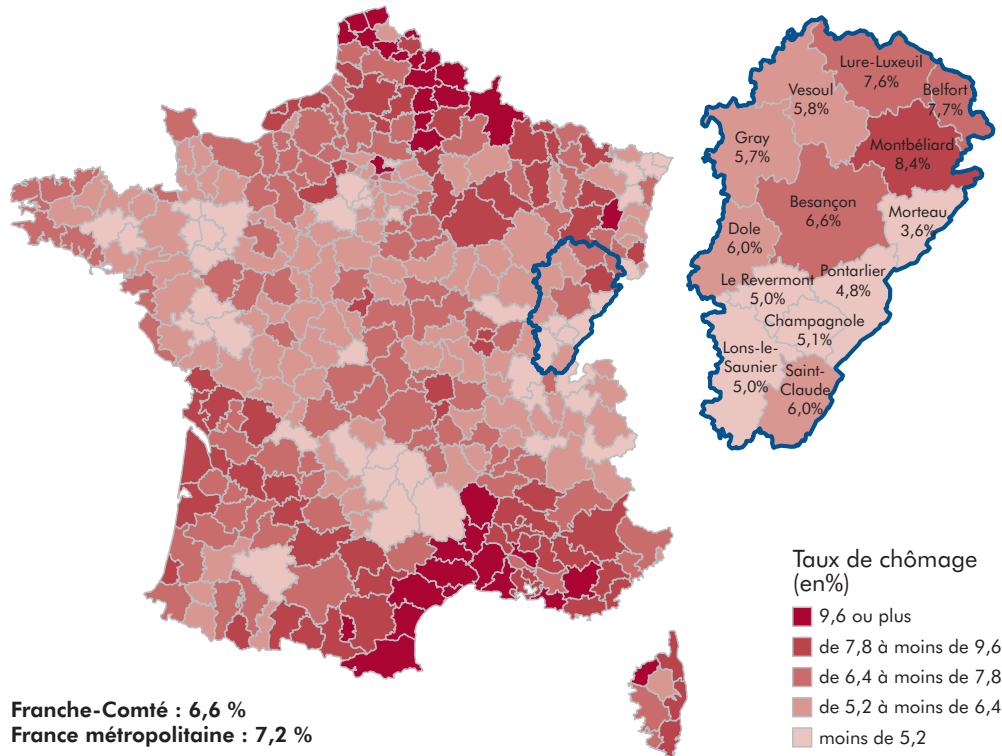 Lure-Luxeuil
7,6%
Belfort
7,7%
Vesoul
5,8%
Gray
5,7%
Montbéliard
8,4%
Besançon
6,6%
Morteau
3,6%
Dole
6,0%
Le Revermont
5,0%
Pontarlier
4,8%
Champagnole
5,1%
Lons-le-
Saunier
5,0%
Saint-
Claude
6,0%
Taux de chômage
(en%)
9,6 ou plus
de 7,8 à moins de 9,6
de 6,4 à moins de 7,8
de 5,2 à moins de 6,4
moins de 5,2
Franche-Comté : 6,6 %
France métropolitaine : 7,2 %